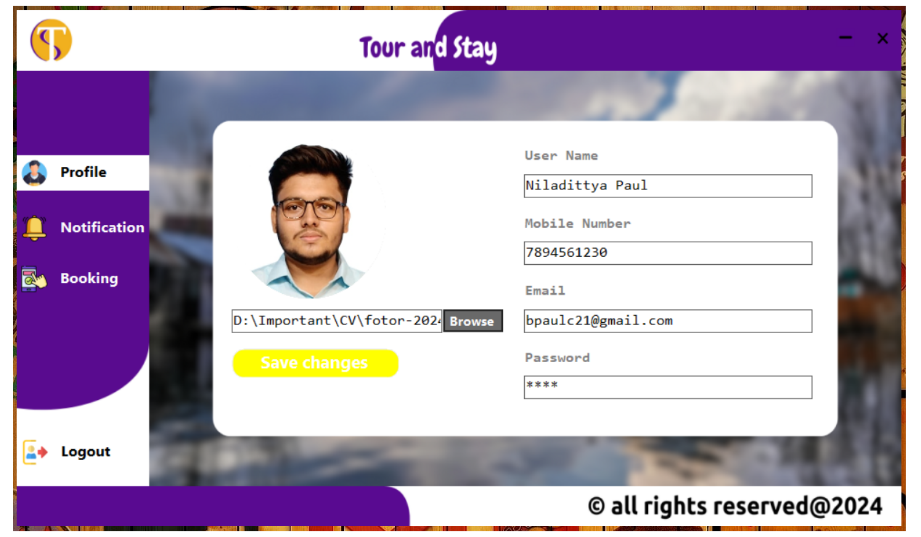 Tour and Stay
Profile
Notification
Booking
Logout
User Name
Niladittya Paul
Mobile Number
7894561230
Email
D:\Important\CV\fotor-202 Browse
bpaulc21@gmail.com
Save changes
Password
****
© all rights reserved@2024